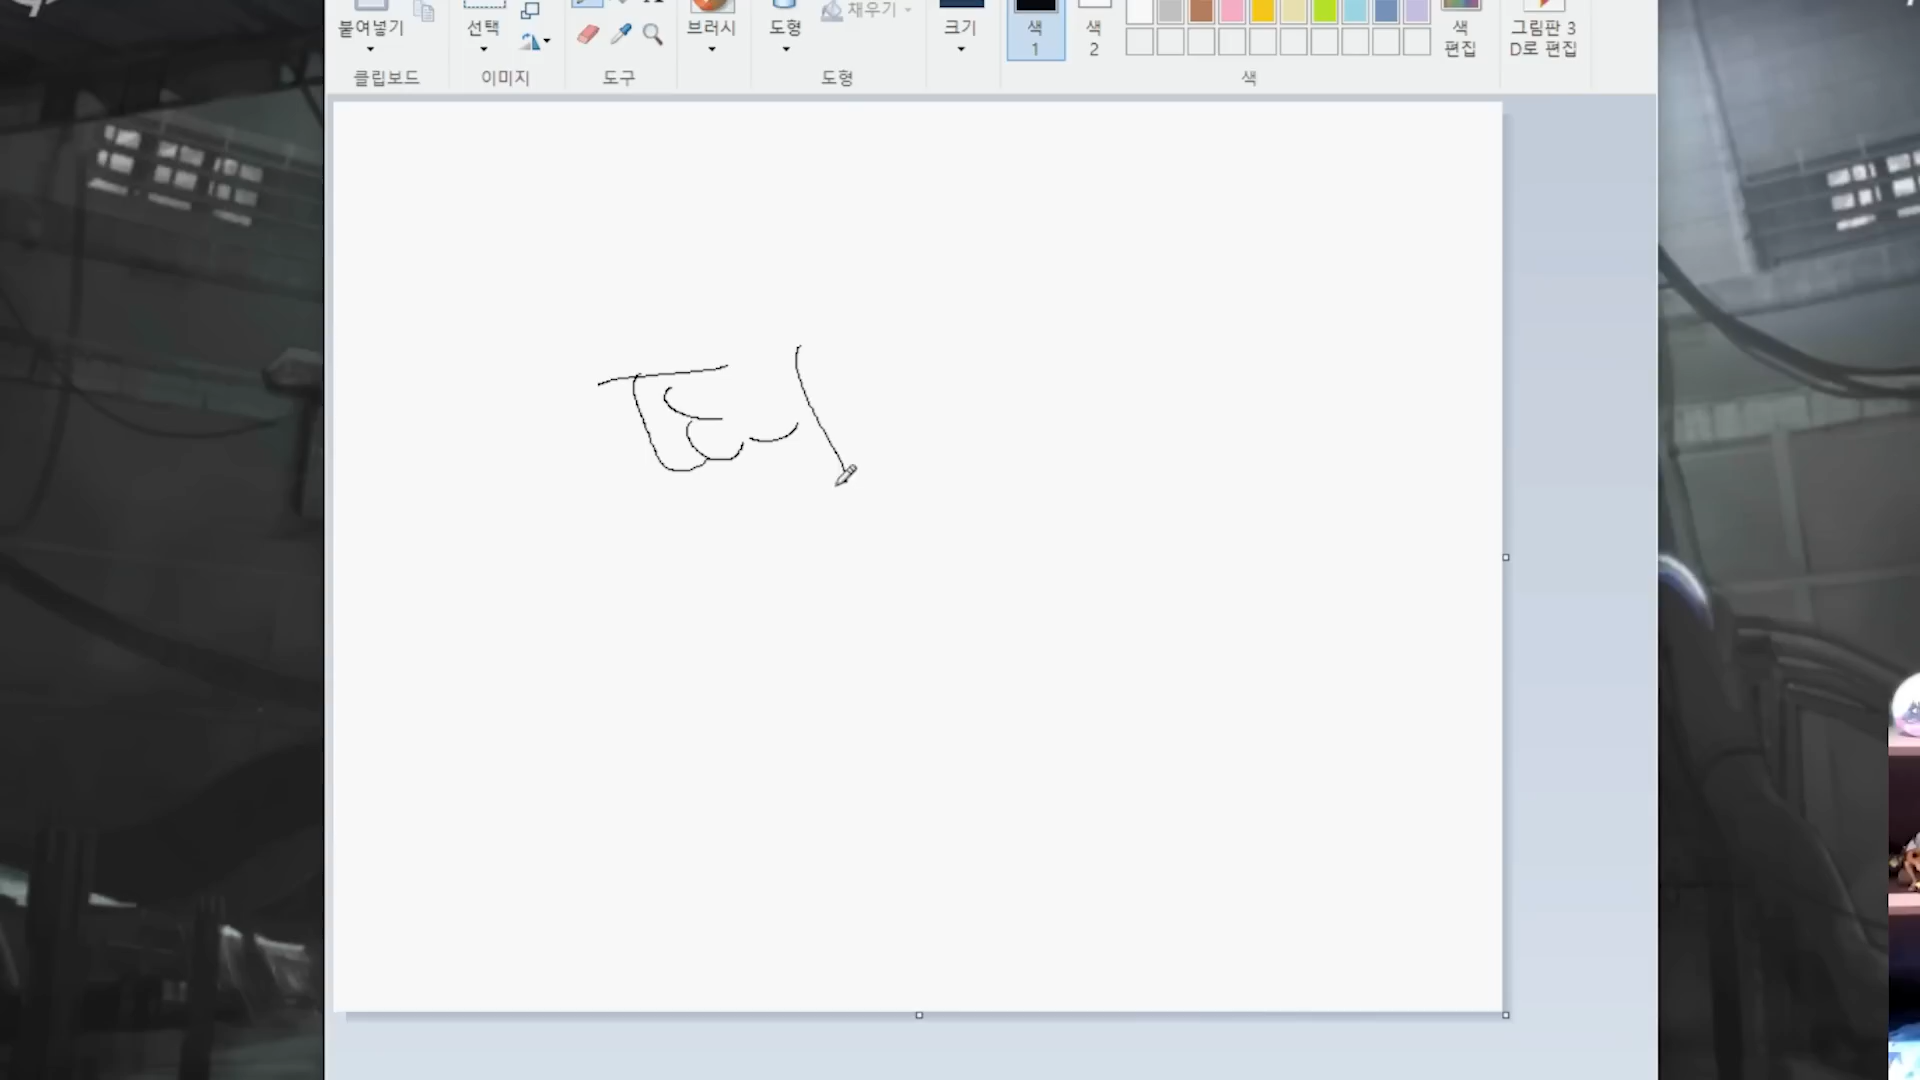 붙여넣기 선택 브러시 도형 채우기 크기 색 1 색 2 색 편집 그림판 3D로 편집
클립보드 이미지 도구 도형 색